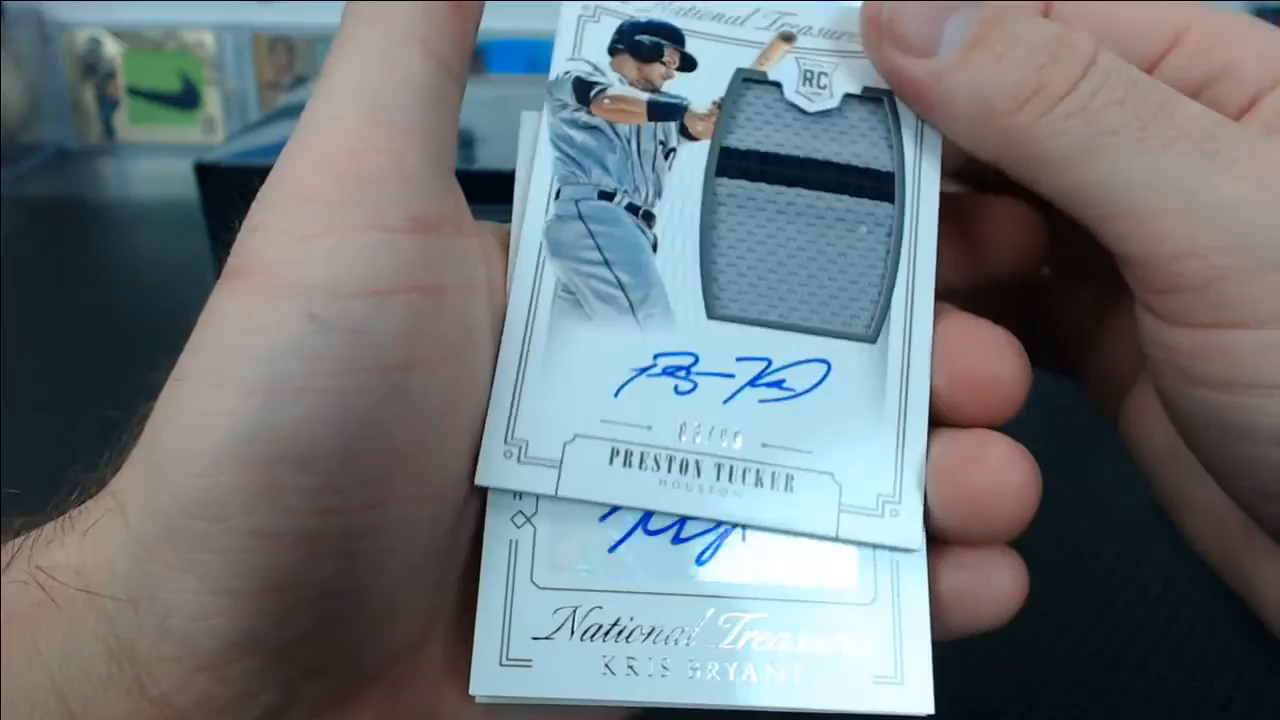 National Treasures
RC
PRESTON TUCKER
HOUSTON
National Treasures
KRIS BRYANT